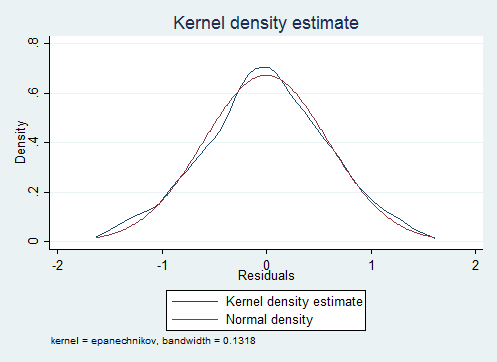 Kernel density estimate
Density
.8
.6
.4
.2
0
-2
-1
0
1
2
Residuals
Kernel density estimate
Normal density
kernel = epanechnikov, bandwidth = 0.1318